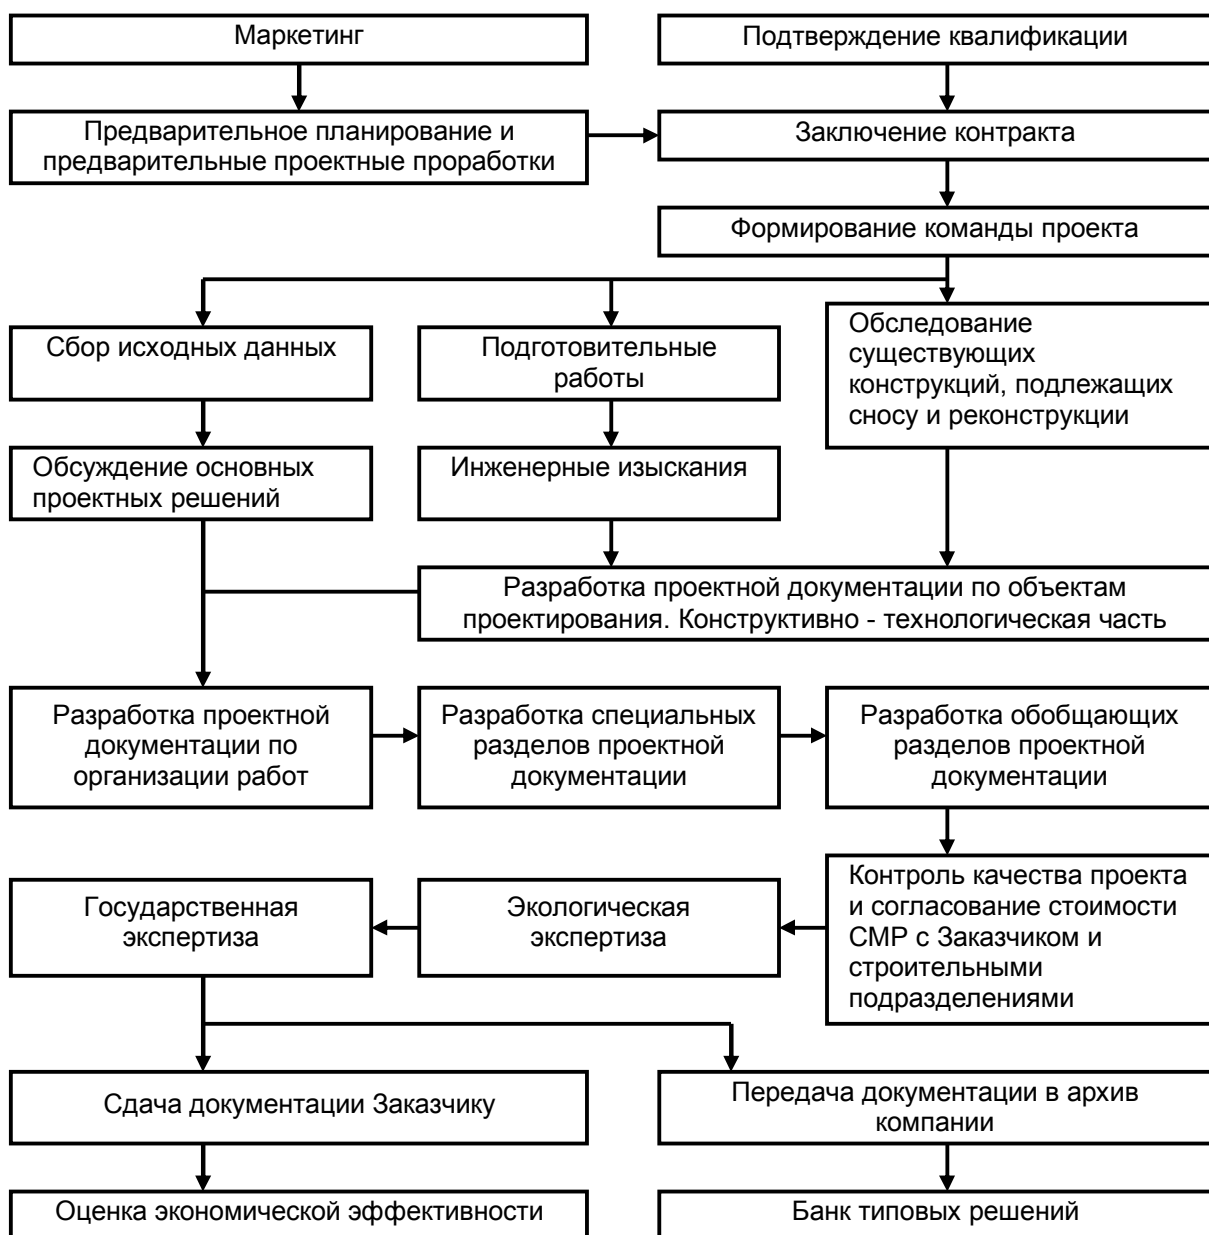 Маркетинг
Подтверждение квалификации
Предварительное планирование и
предварительные проектные проработки
Заключение контракта
Формирование команды проекта
Сбор исходных данных
Подготовительные
работы
Обследование
существующих
конструкций, подлежащих
сносу и реконструкции
Обсуждение основных
проектных решений
Инженерные изыскания
Разработка проектной документации по объектам
проектирования. Конструктивно - технологическая часть
Разработка проектной
документации по
организации работ
Разработка специальных
разделов проектной
документации
Разработка обобщающих
разделов проектной
документации
Государственная
экспертиза
Экологическая
экспертиза
Контроль качества проекта
и согласование стоимости
СМР с Заказчиком и
строительными
подразделениями
Сдача документации Заказчику
Передача документации в архив
компании
Оценка экономической эффективности
Банк типовых решений